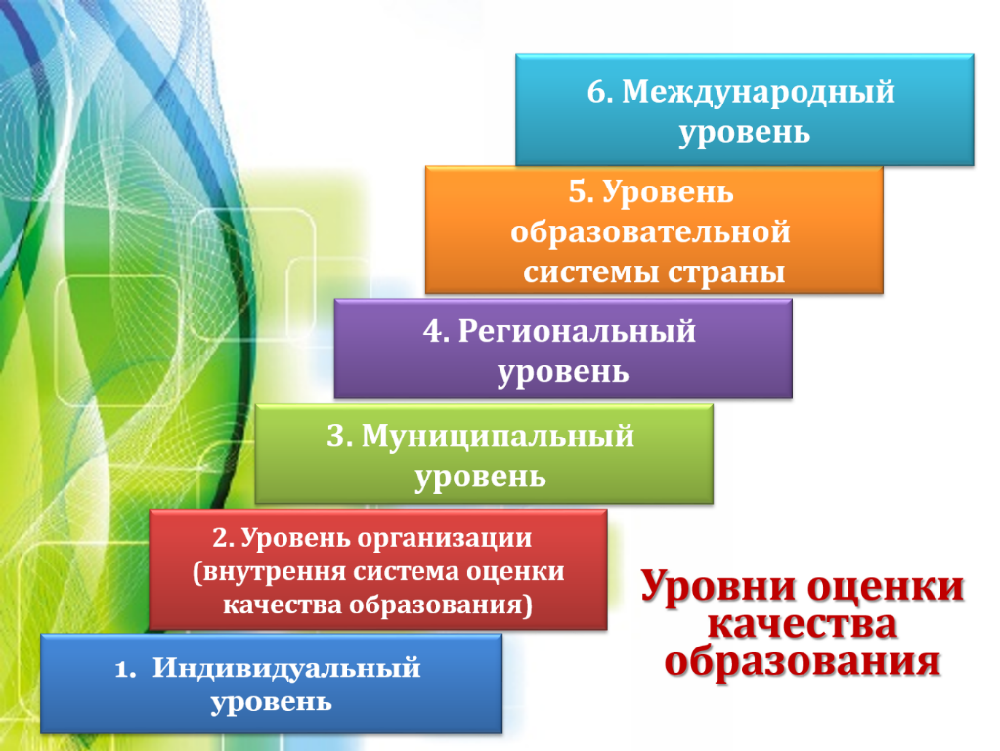 6. Международный
уровень
5. Уровень
образовательной
системы страны
4. Региональный
уровень
3. Муниципальный
уровень
2. Уровень организации
(внутрення система оценки
качества образования)
1. Индивидуальный
уровень
Уровни оценки
качества
образования